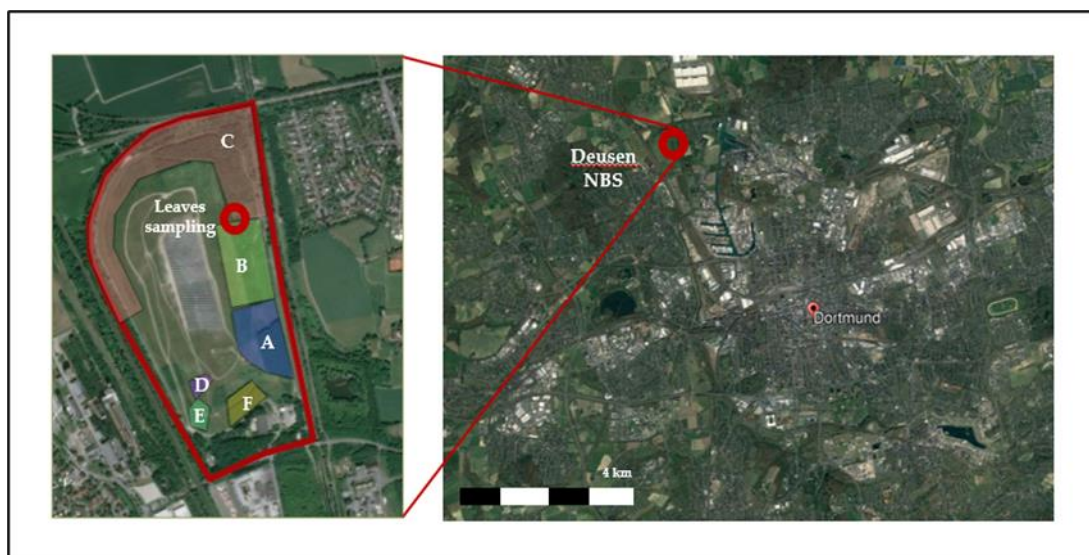 C
Leaves
sampling
B
A
D
E
F
Deusen
NBS
Dortmund
4 km